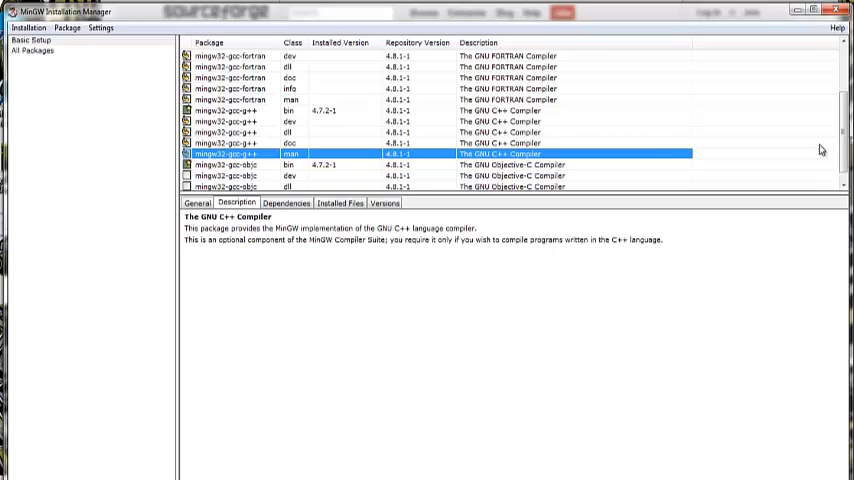 MinGW Installation Manager
sourceforge
Installation Package Settings Help
Basic Setup
All Packages
Package Class Installed Version Repository Version Description
mingw32-gcc-fortran dev 4.8.1-1 The GNU FORTRAN Compiler
mingw32-gcc-fortran dll 4.8.1-1 The GNU FORTRAN Compiler
mingw32-gcc-fortran doc 4.8.1-1 The GNU FORTRAN Compiler
mingw32-gcc-fortran info 4.8.1-1 The GNU FORTRAN Compiler
mingw32-gcc-fortran man 4.8.1-1 The GNU FORTRAN Compiler
mingw32-gcc-g++ bin 4.7.2-1 4.8.1-1 The GNU C++ Compiler
mingw32-gcc-g++ dev 4.8.1-1 The GNU C++ Compiler
mingw32-gcc-g++ dll 4.8.1-1 The GNU C++ Compiler
mingw32-gcc-g++ doc 4.8.1-1 The GNU C++ Compiler
mingw32-gcc-g++ man 4.8.1-1 The GNU C++ Compiler
mingw32-gcc-objc bin 4.7.2-1 4.8.1-1 The GNU Objective-C Compiler
mingw32-gcc-objc dev 4.8.1-1 The GNU Objective-C Compiler
mingw32-gcc-objc dll 4.8.1-1 The GNU Objective-C Compiler
General Description Dependencies Installed Files Versions
The GNU C++ Compiler
This package provides the MinGW implementation of the GNU C++ language compiler.
This is an optional component of the MinGW Compiler Suite; you require it only if you wish to compile programs written in the C++ language.